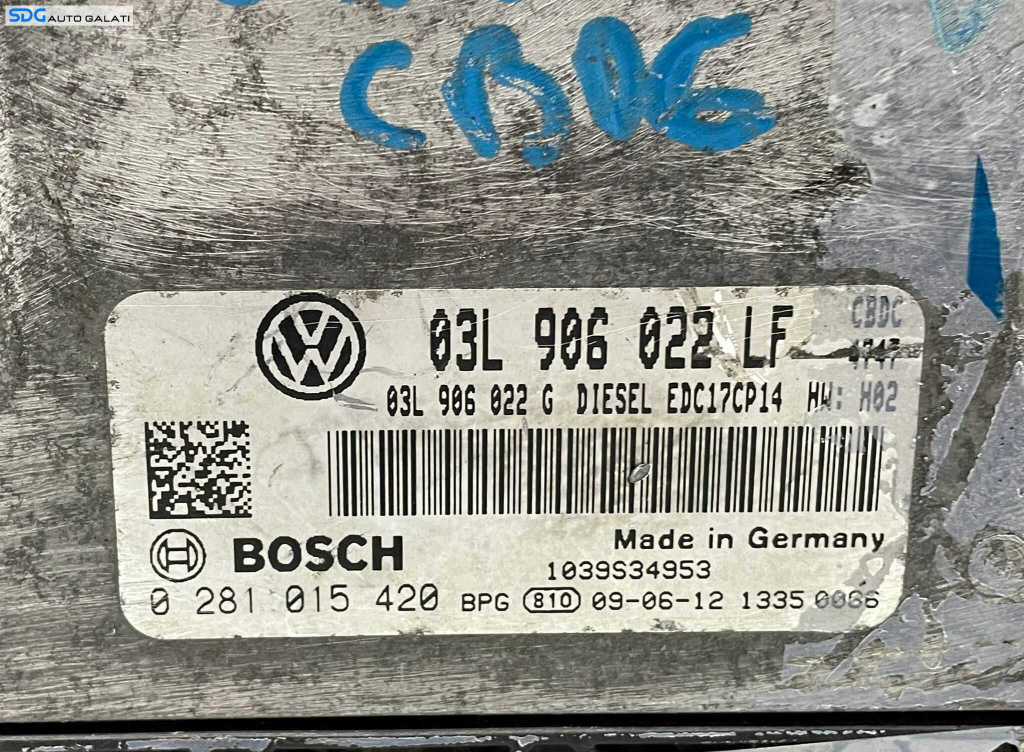 SDG AUTO GALATI
CBDC
03L 906 022 LF CBDC
4747
03L 906 022 G DIESEL EDC17CP14 HW: H02
BOSCH
Made in Germany
1039S34953
0 281 015 420 BPG 810 09-06-12 1335 0066